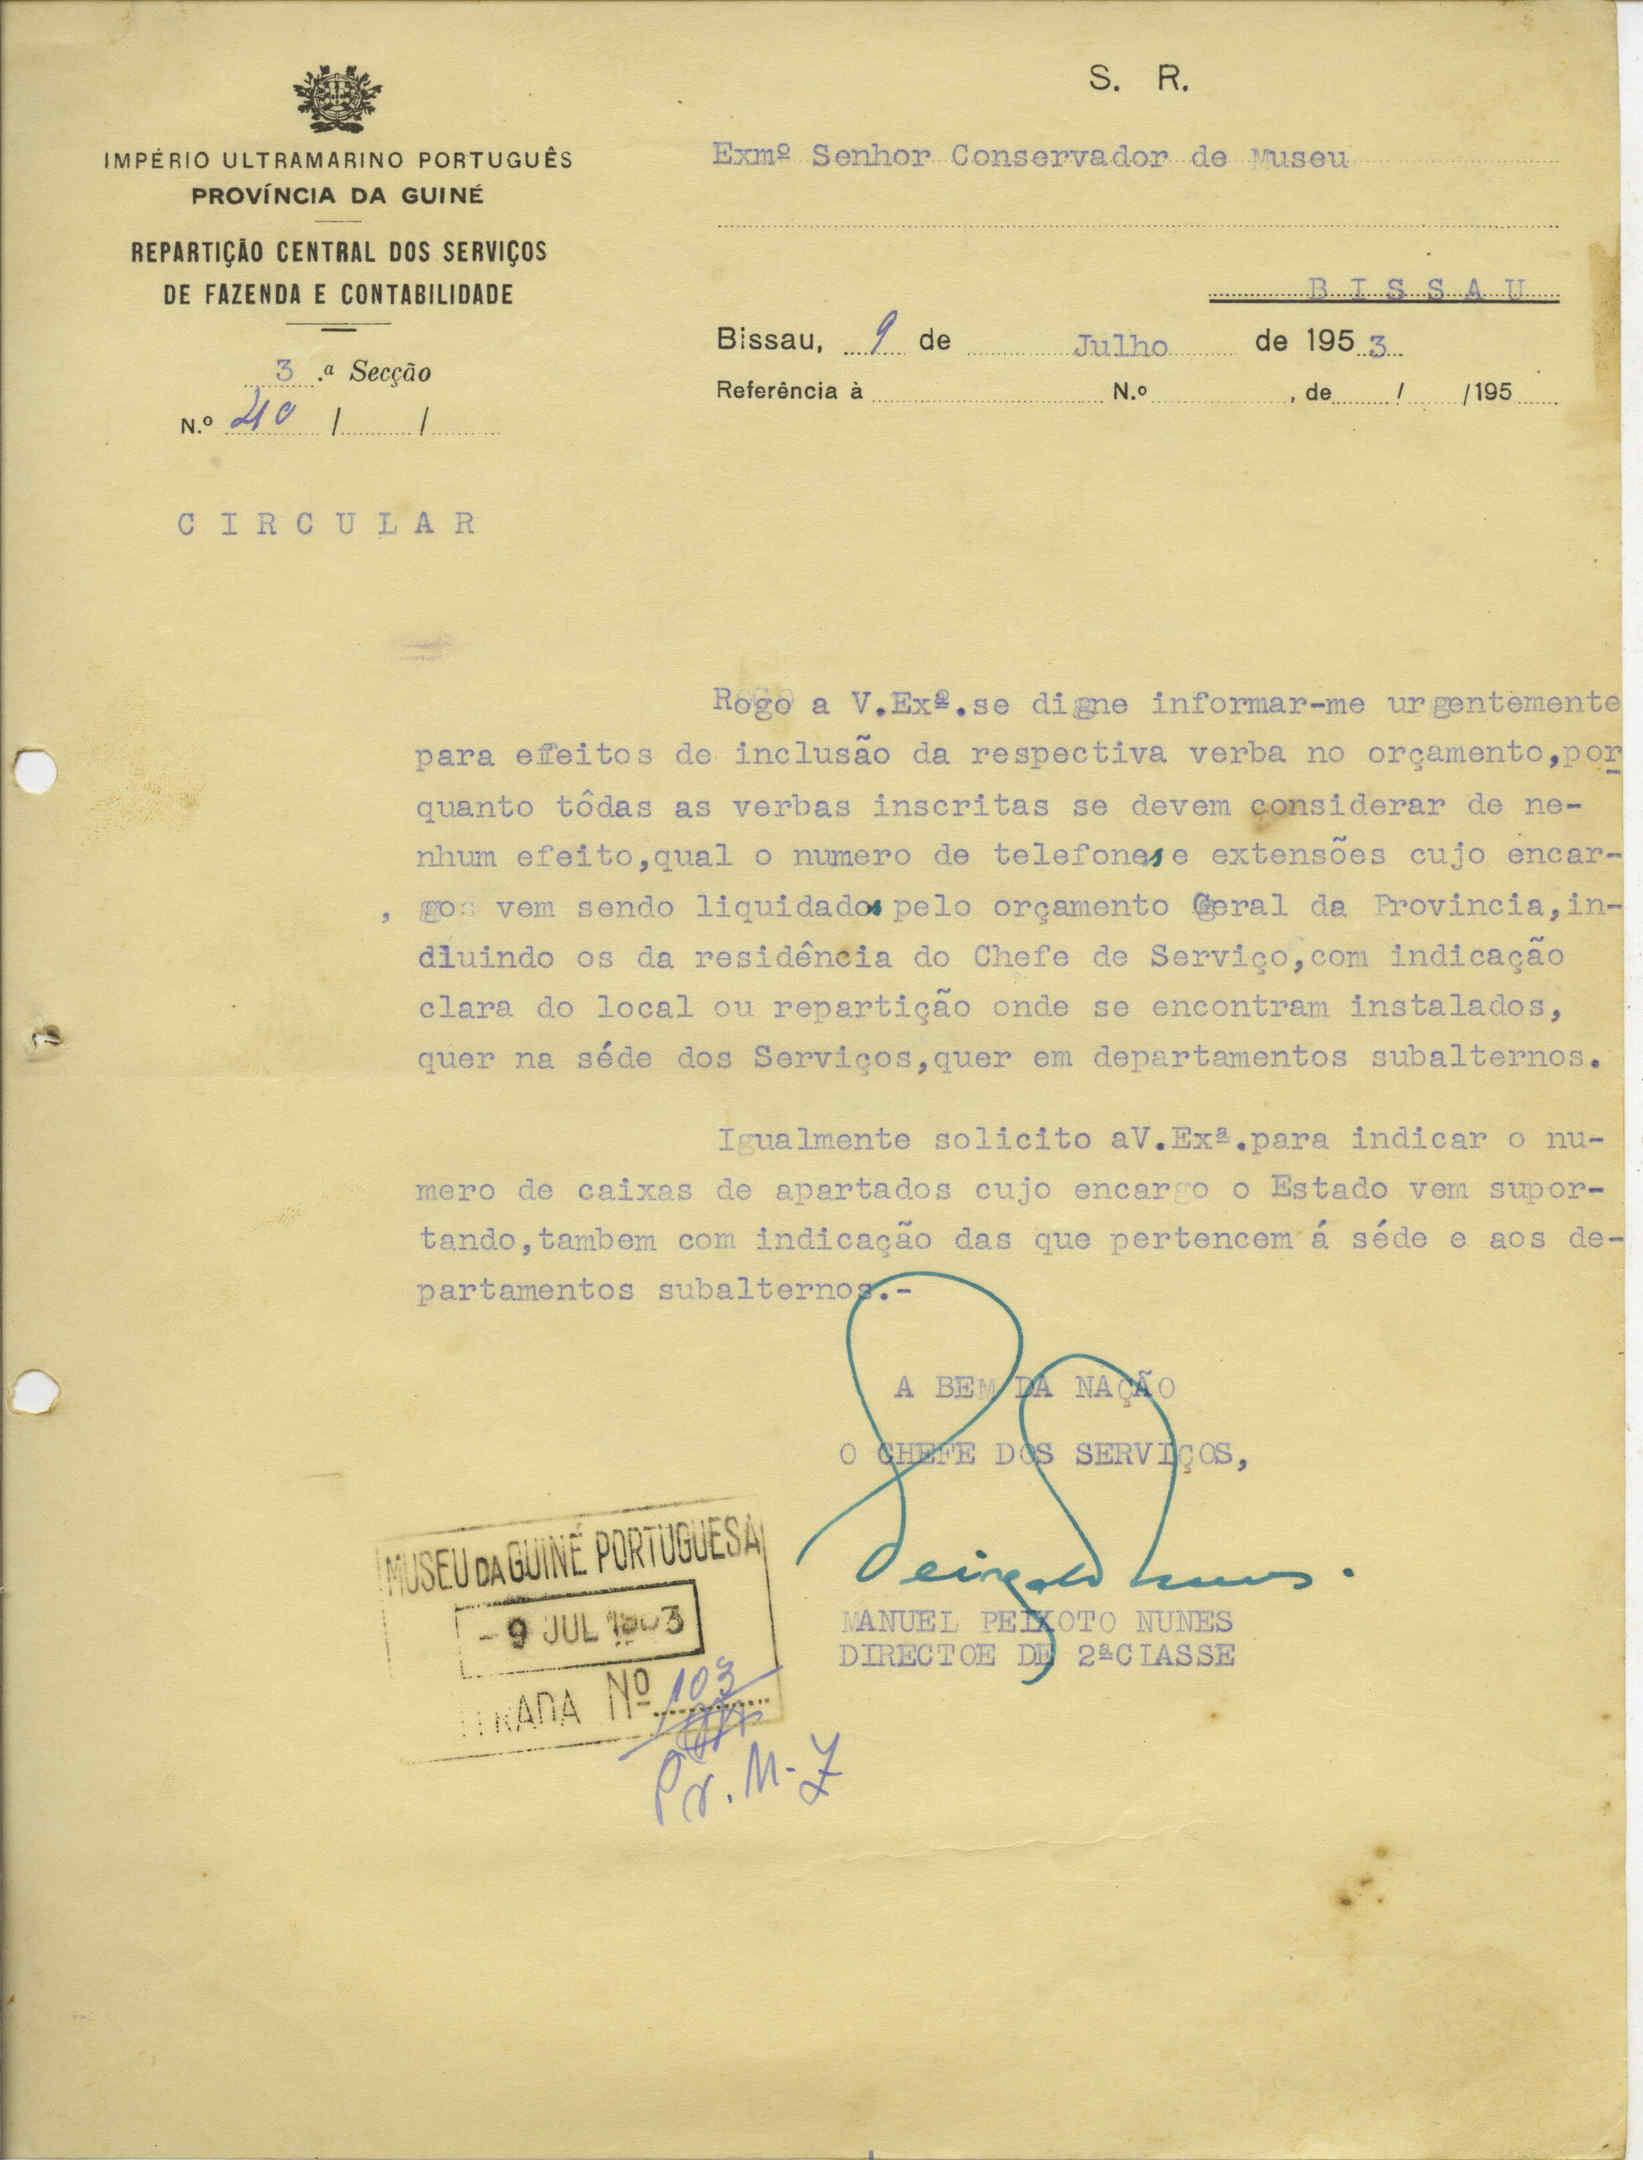 S. R.
IMPÉRIO ULTRAMARINO PORTUGUÊS
PROVÍNCIA DA GUINÉ
REPARTIÇÃO CENTRAL DOS SERVIÇOS
DE FAZENDA E CONTABILIDADE
3.ª Secção
N.º 40 / /
Exmº Senhor Conservador de Museu
B I S S A U
Bissau, 9 de Julho de 1953
Referência à N.º , de / /195
C I R C U L A R
Rogo a V.Exª.se digne informar-me urgentemente
para efeitos de inclusão da respectiva verba no orçamento,por
quanto tôdas as verbas inscritas se devem considerar de ne-
nhum efeito,qual o numero de telefones e extensões cujo encar-
, gos vem sendo liquidados pelo orçamento Geral da Provincia,in-
dluindo os da residência do Chefe de Serviço,com indicação
clara do local ou repartição onde se encontram instalados,
quer na séde dos Serviços,quer em departamentos subalternos.
Igualmente solicito aV.Exª.para indicar o nu-
mero de caixas de apartados cujo encargo o Estado vem supor-
tando,tambem com indicação das que pertencem á séde e aos de-
partamentos subalternos.-
A BEM DA NAÇÃO
O CHEFE DOS SERVIÇOS,
MANUEL PEIXOTO NUNES
DIRECTOE DE 2ªCLASSE
MUSEU DA GUINÉ PORTUGUESA
- 9 JUL 1953
Nº 103
Pr. M-7